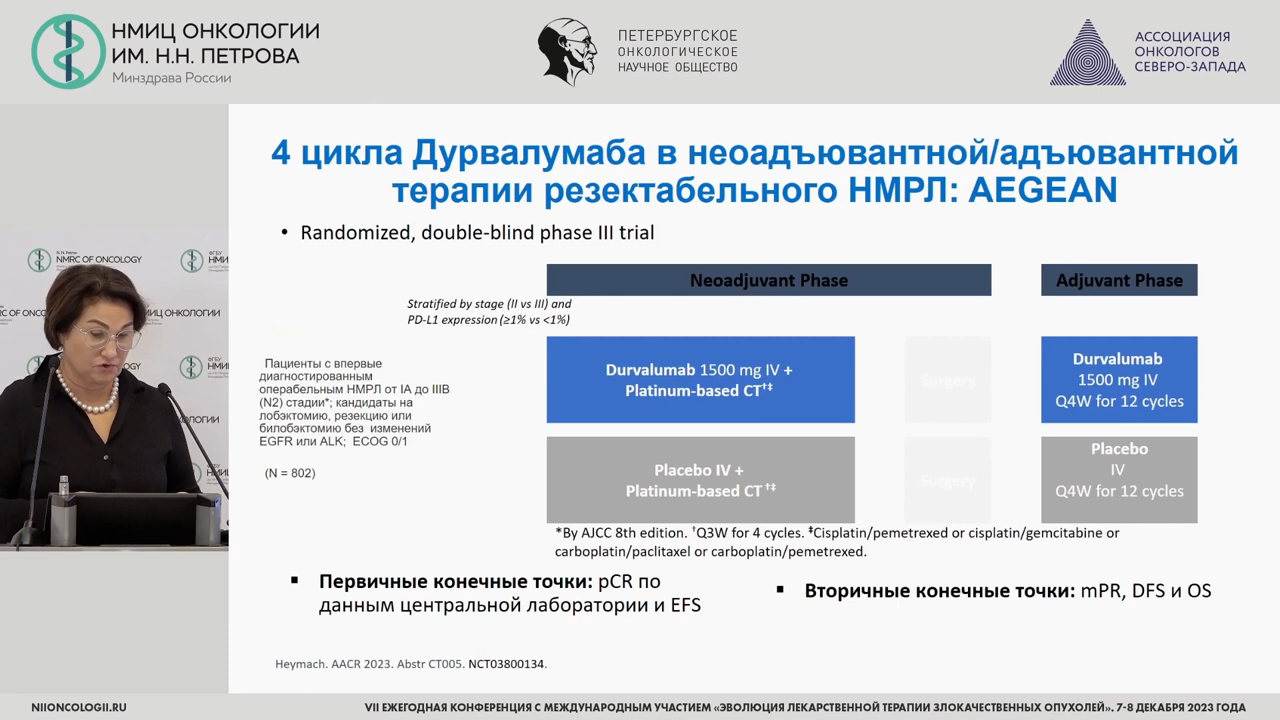 НМИЦ ОНКОЛОГИИ
ИМ. Н.Н. ПЕТРОВА
Минздрава России
ПЕТЕРБУРГСКОЕ
ОНКОЛОГИЧЕСКОЕ
НАУЧНОЕ ОБЩЕСТВО
АССОЦИАЦИЯ
ОНКОЛОГОВ
СЕВЕРО-ЗАПАДА
NMRC OF ONCOLOGY
4 цикла Дурвалумаба в неоадъювантной/адъювантной
терапии резектабельного НМРЛ: AEGEAN
• Randomized, double-blind phase III trial
Neoadjuvant Phase
Adjuvant Phase
Stratified by stage (II vs III) and
PD-L1 expression (≥1% vs <1%)
Пациенты с впервые
диагностированным
операбельным НМРЛ от IA до IIIB
(N2) стадии*; кандидаты на
лобэктомию, резекцию или
билобэктомию без изменений
EGFR или ALK; ECOG 0/1
(N = 802)
Durvalumab 1500 mg IV +
Platinum-based CT†‡
Surgery
Durvalumab
1500 mg IV
Q4W for 12 cycles
Placebo IV +
Platinum-based CT †‡
Surgery
Placebo
IV
Q4W for 12 cycles
*By AJCC 8th edition. †Q3W for 4 cycles. ‡Cisplatin/pemetrexed or cisplatin/gemcitabine or
carboplatin/paclitaxel or carboplatin/pemetrexed.
▪ Первичные конечные точки: pCR по
данным центральной лаборатории и EFS
▪ Вторичные конечные точки: mPR, DFS и OS
Heymach. AACR 2023. Abstr CT005. NCT03800134.
NIIONCOLOGII.RU
VII ЕЖЕГОДНАЯ КОНФЕРЕНЦИЯ С МЕЖДУНАРОДНЫМ УЧАСТИЕМ «ЭВОЛЮЦИЯ ЛЕКАРСТВЕННОЙ ТЕРАПИИ ЗЛОКАЧЕСТВЕННЫХ ОПУХОЛЕЙ». 7-8 ДЕКАБРЯ 2023 ГОДА